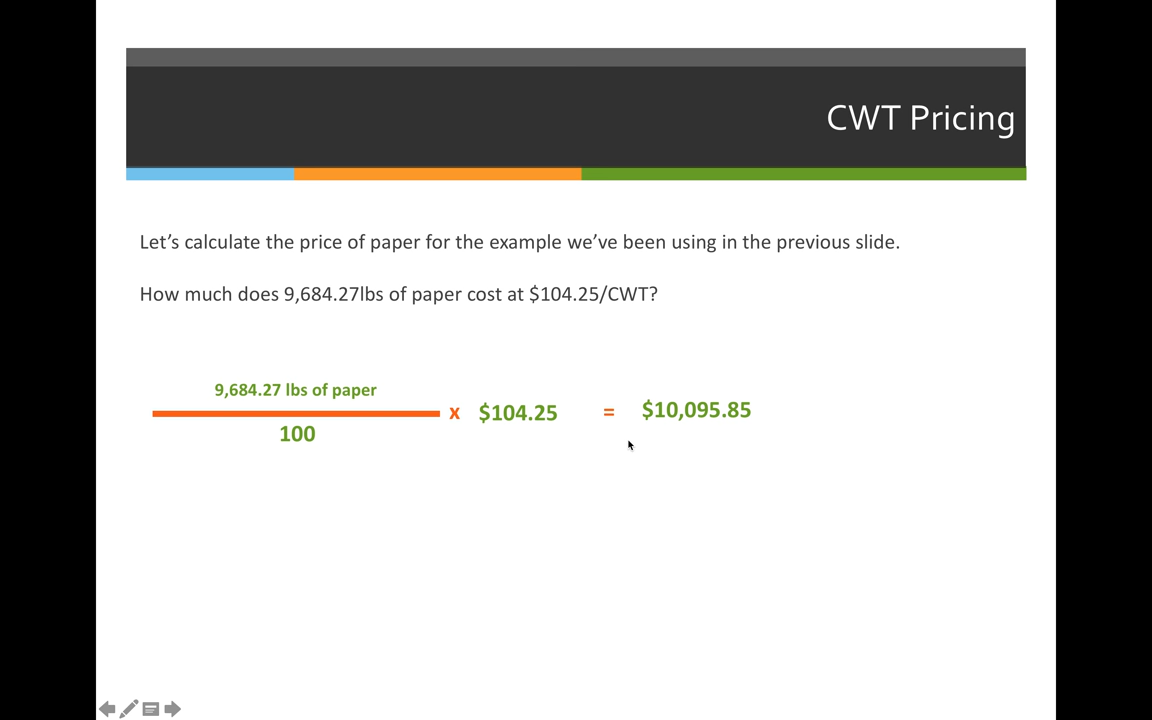 CWT Pricing
Let’s calculate the price of paper for the example we’ve been using in the previous slide.
How much does 9,684.27lbs of paper cost at $104.25/CWT?
9,684.27 lbs of paper
100
x $104.25 = $10,095.85